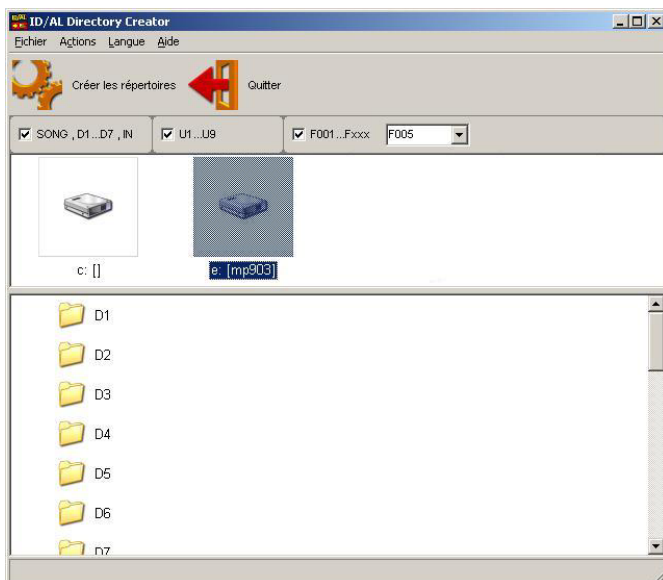 ID/AL Directory Creator
Fichier Actions Langue Aide
Créer les répertoires Quitter
SONG , D1...D7 , IN U1...U9 F001...Fxxx F005
c: [] e: [mp903]
D1
D2
D3
D4
D5
D6
D7